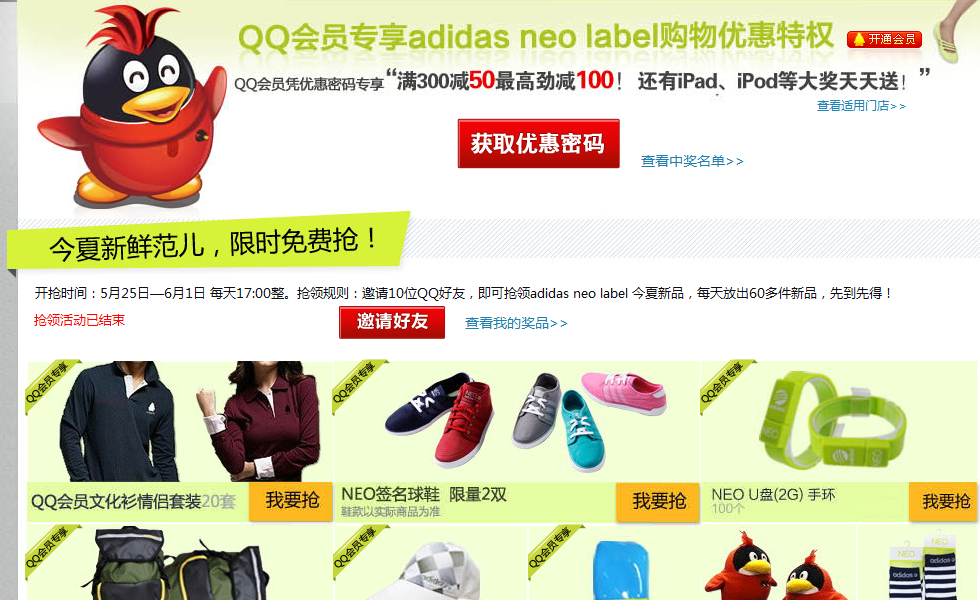 QQ会员专享adidas neo label购物优惠特权
开通会员
QQ会员凭优惠密码专享“满300减50最高劲减100！ 还有iPad、iPod等大奖天天送！”
查看适用门店>>
获取优惠密码
查看中奖名单>>
今夏新鲜范儿，限时免费抢！
开抢时间：5月25日—6月1日 每天17:00整。抢领规则：邀请10位QQ好友，即可抢领adidas neo label 今夏新品，每天放出60多件新品，先到先得！
抢领活动已结束
邀请好友
查看我的奖品>>
QQ会员专享
QQ会员专享
QQ会员专享
QQ会员文化衫情侣套装20套
我要抢
NEO签名球鞋 限量2双
鞋款以实际商品为准
我要抢
NEO U盘(2G) 手环
100个
我要抢
QQ会员专享
QQ会员专享
QQ会员专享
adidas
NEO
NEO
adidas
adidas